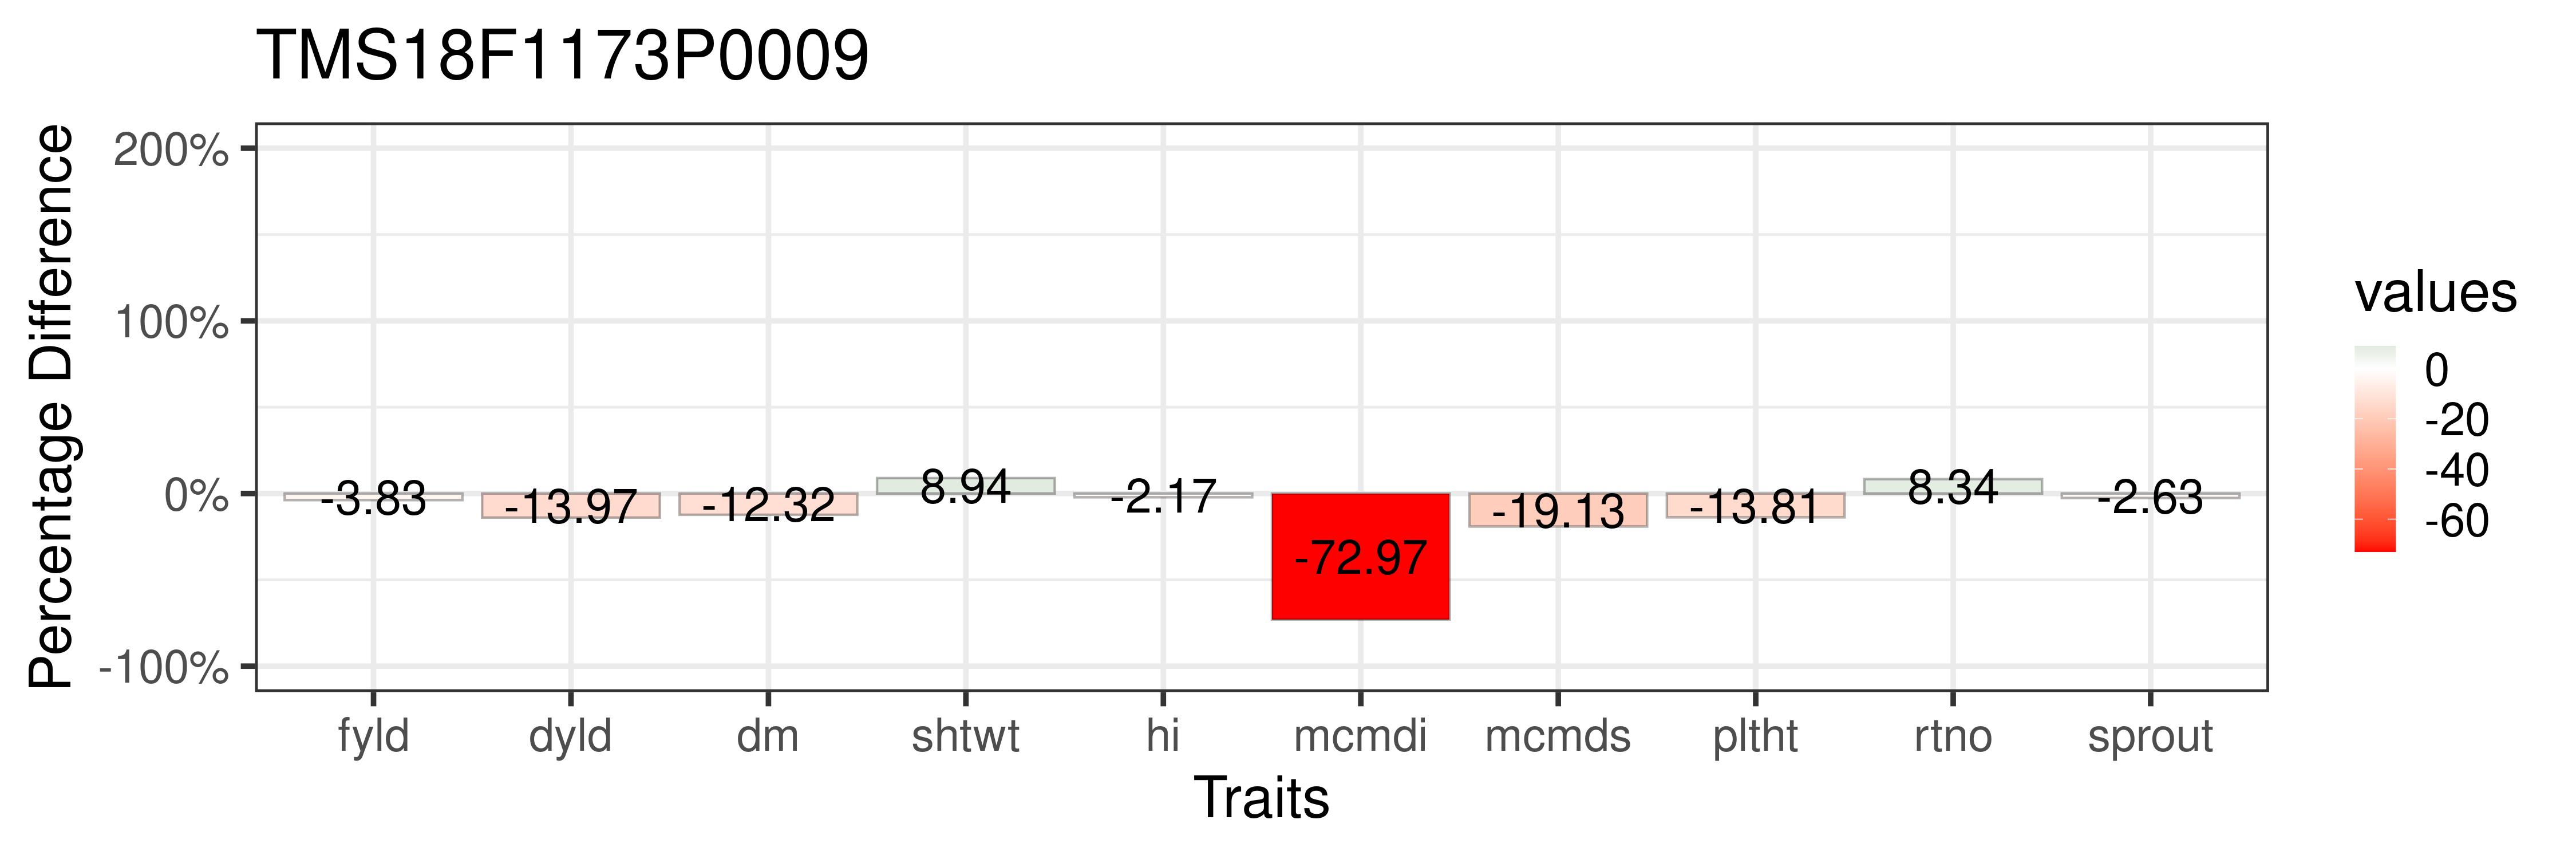 TMS18F1173P0009
Percentage Difference
200%
100%
0%
-100%
-3.83 -13.97 -12.32 8.94 -2.17 -72.97 -19.13 -13.81 8.34 -2.63
fyld dyld dm shtwt hi mcmdi mcmds pltht rtno sprout
Traits
values
0
-20
-40
-60